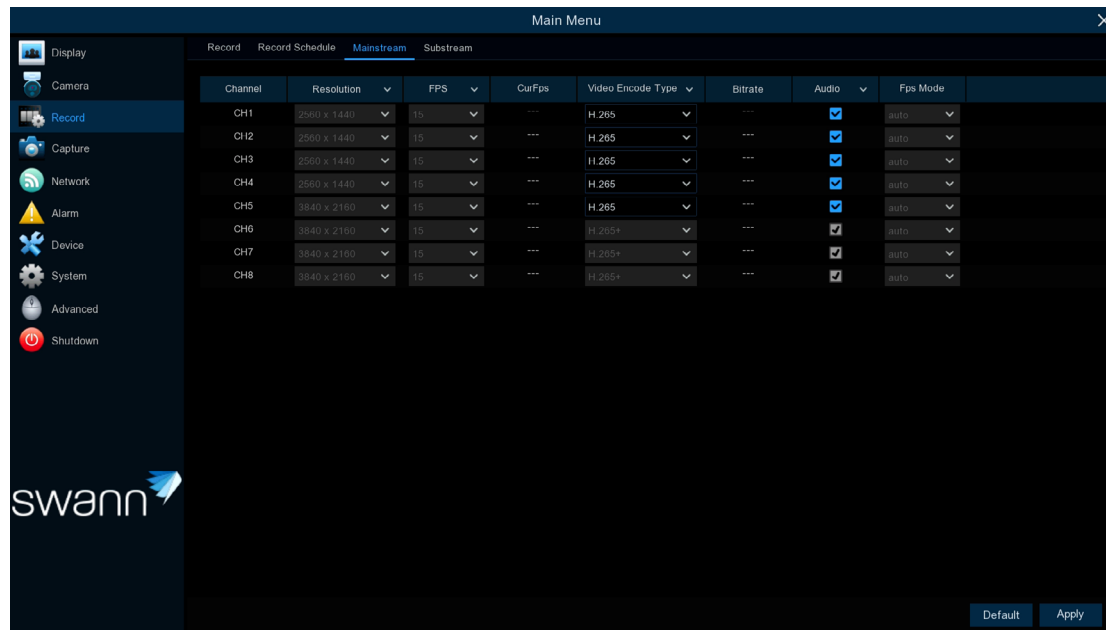 Main Menu
Display
Camera
Record
Capture
Network
Alarm
Device
System
Advanced
Shutdown
swann
Record Record Schedule Mainstream Substream
Channel Resolution FPS CurFps Video Encode Type Bitrate Audio Fps Mode
CH1 2560 x 1440 15 --- H.265 --- auto
CH2 2560 x 1440 15 --- H.265 --- auto
CH3 2560 x 1440 15 --- H.265 --- auto
CH4 2560 x 1440 15 --- H.265 --- auto
CH5 3840 x 2160 15 --- H.265 --- auto
CH6 3840 x 2160 15 --- H.265+ --- auto
CH7 3840 x 2160 15 --- H.265+ --- auto
CH8 3840 x 2160 15 --- H.265+ --- auto
Default Apply